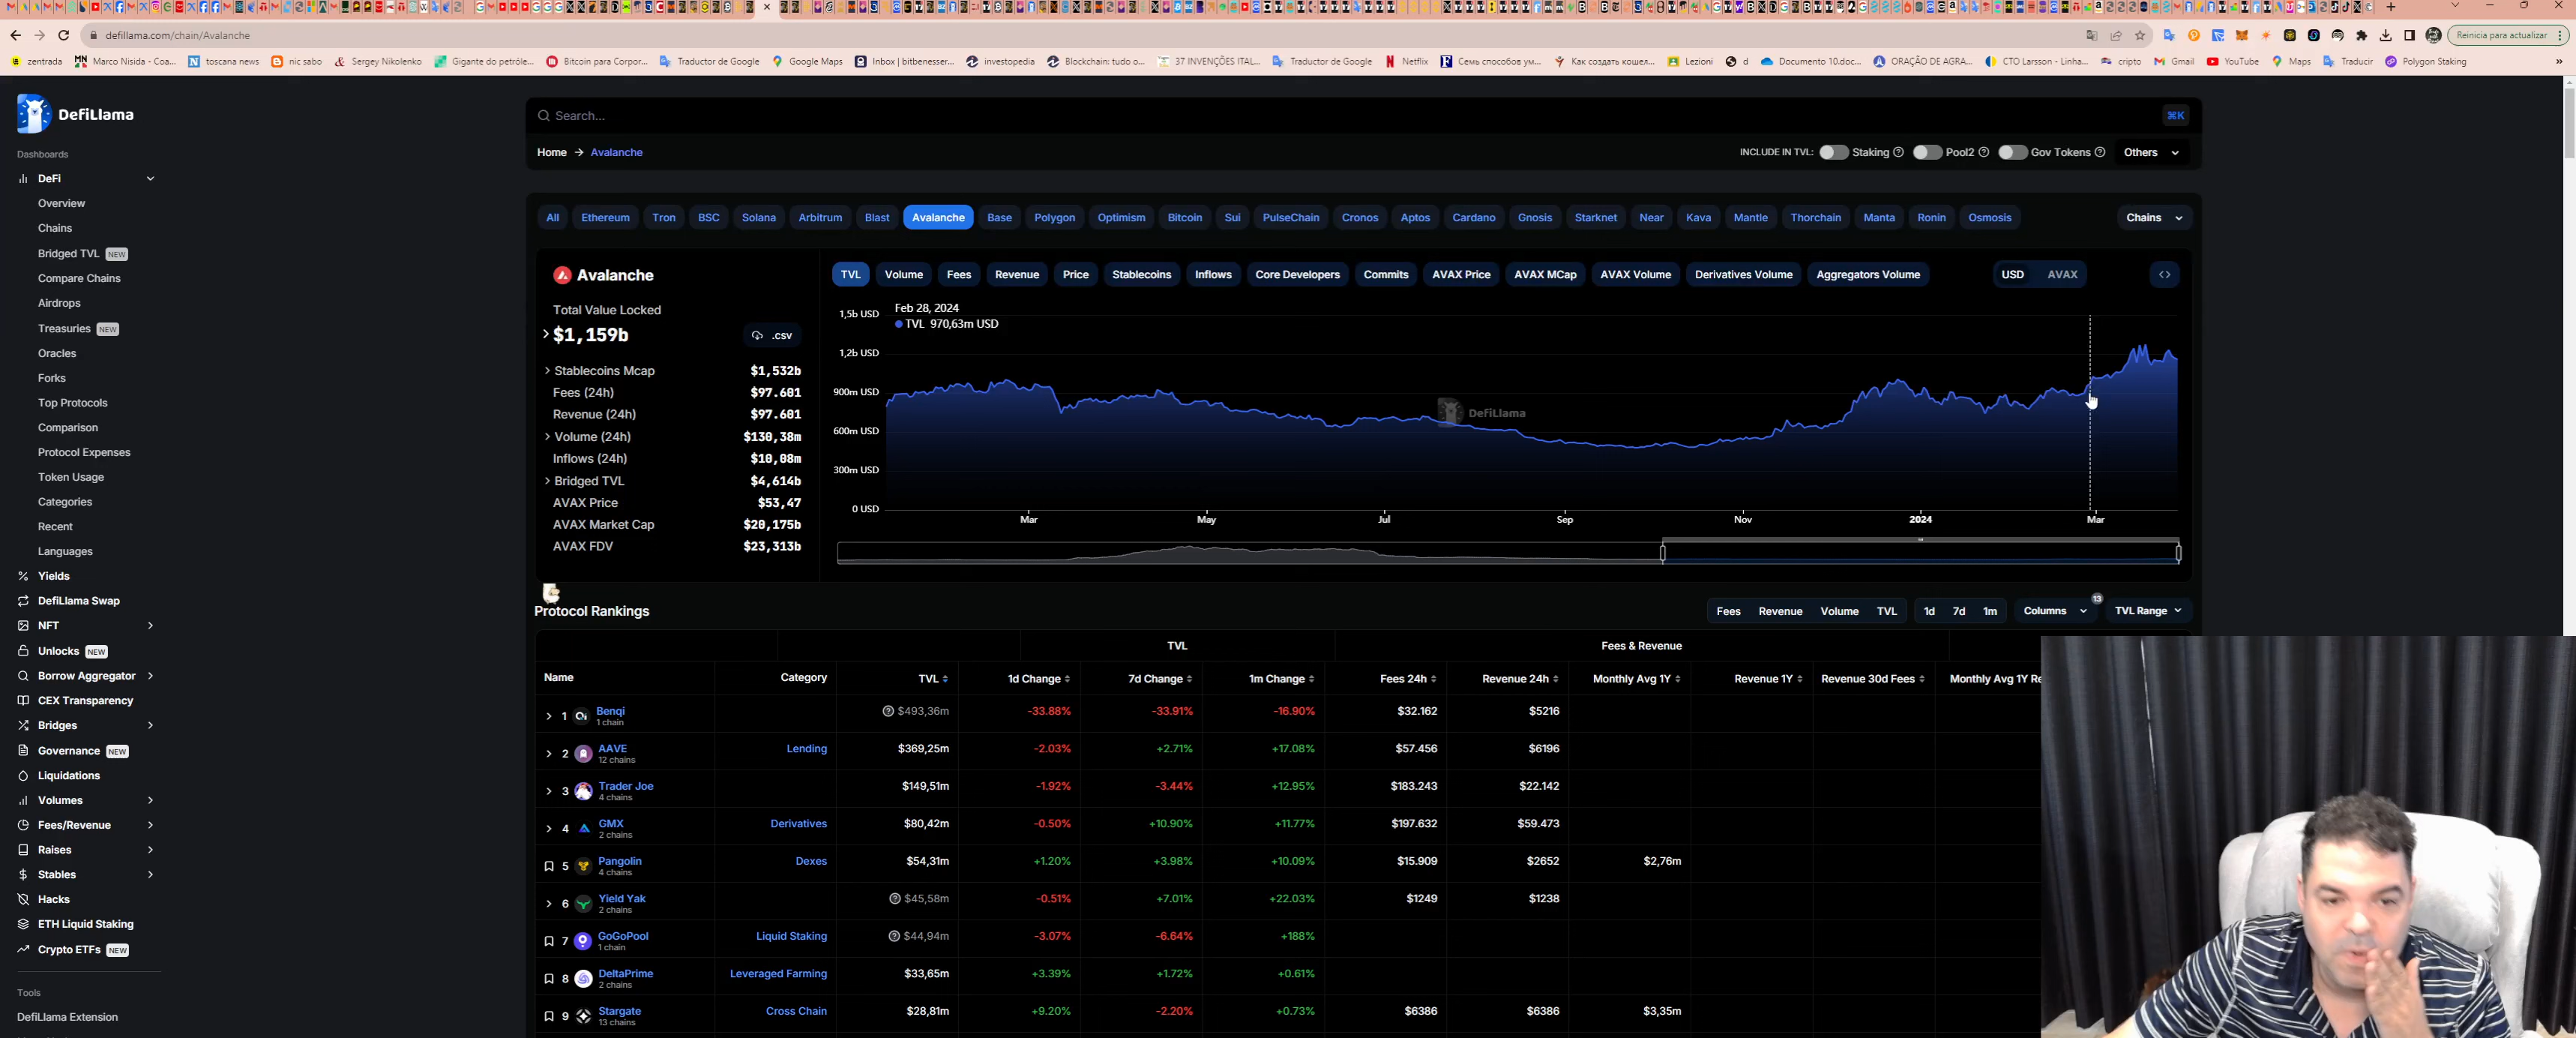 defillama.com/chain/Avalanche
Reinicia para actualizar
zentrada
Marco Nisida - Coa...
toscana news
nic sabo
Sergey Nikolenko
Gigante do petróle...
Bitcoin para Corpor...
Traductor de Google
Google Maps
Inbox | bitbenesser...
investopedia
Blockchain: tudo o...
37 INVENÇÕES ITAL...
Traductor de Google
Netflix
Семь способов ум...
Как создать кошел...
Lezioni
d
Documento 10.doc...
ORAÇÃO DE AGRA...
CTO Larsson - Linha...
cripto
Gmail
YouTube
Maps
Traducir
Polygon Staking
DefiLlama
Search...
⌘K
Home → Avalanche
INCLUDE IN TVL: Staking Pool2 Gov Tokens Others
Dashboards
DeFi
Overview
Chains
Bridged TVL NEW
Compare Chains
Airdrops
Treasuries NEW
Oracles
Forks
Top Protocols
Comparison
Protocol Expenses
Token Usage
Categories
Recent
Languages
Yields
DefiLlama Swap
NFT
Unlocks NEW
Borrow Aggregator
CEX Transparency
Bridges
Governance NEW
Liquidations
Volumes
Fees/Revenue
Raises
Stables
Hacks
ETH Liquid Staking
Crypto ETFs NEW
Tools
DefiLlama Extension
All Ethereum Tron BSC Solana Arbitrum Blast Avalanche Base Polygon Optimism Bitcoin Sui PulseChain Cronos Aptos Cardano Gnosis Starknet Near Kava Mantle Thorchain Manta Ronin Osmosis Chains
Avalanche
Total Value Locked
$1,159b
.csv
Stablecoins Mcap $1,532b
Fees (24h) $97.601
Revenue (24h) $97.601
Volume (24h) $130,38m
Inflows (24h) $10,08m
Bridged TVL $4,614b
AVAX Price $53,47
AVAX Market Cap $20,175b
AVAX FDV $23,313b
TVL Volume Fees Revenue Price Stablecoins Inflows Core Developers Commits AVAX Price AVAX MCap AVAX Volume Derivatives Volume Aggregators Volume USD AVAX
Feb 28, 2024
TVL 970,63m USD
1,5b USD
1,2b USD
900m USD
600m USD
300m USD
0 USD
DefiLlama
Mar May Jul Sep Nov 2024 Mar
Protocol Rankings
Fees Revenue Volume TVL 1d 7d 1m Columns 13 TVL Range
TVL Fees & Revenue
Name Category TVL 1d Change 7d Change 1m Change Fees 24h Revenue 24h Monthly Avg 1Y Revenue 1Y Revenue 30d Fees Monthly Avg 1Y Re
1 Benqi $493,36m -33.88% -33.91% -16.90% $32.162 $5216
1 chain
2 AAVE Lending $369,25m -2.03% +2.71% +17.08% $57.456 $6196
12 chains
3 Trader Joe $149,51m -1.92% -3.44% +12.95% $183.243 $22.142
4 chains
4 GMX Derivatives $80,42m -0.50% +10.90% +11.77% $197.632 $59.473
2 chains
5 Pangolin Dexes $54,31m +1.20% +3.98% +10.09% $15.909 $2652 $2,76m
4 chains
6 Yield Yak $45,58m -0.51% +7.01% +22.03% $1249 $1238
2 chains
7 GoGoPool Liquid Staking $44,94m -3.07% -6.64% +188%
1 chain
8 DeltaPrime Leveraged Farming $33,65m +3.39% +1.72% +0.61%
2 chains
9 Stargate Cross Chain $28,81m +9.20% -2.20% +0.73% $6386 $6386 $3,35m
13 chains